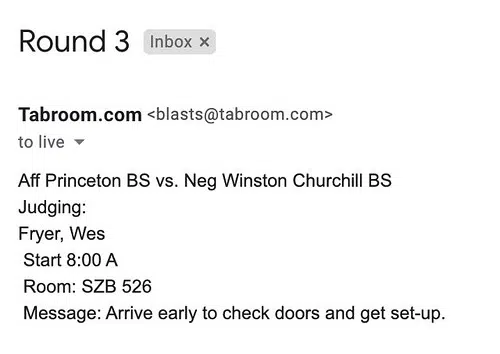 Round 3 Inbox ×
Tabroom.com <blasts@tabroom.com>
to live
Aff Princeton BS vs. Neg Winston Churchill BS
Judging:
Fryer, Wes
Start 8:00 A
Room: SZB 526
Message: Arrive early to check doors and get set-up.